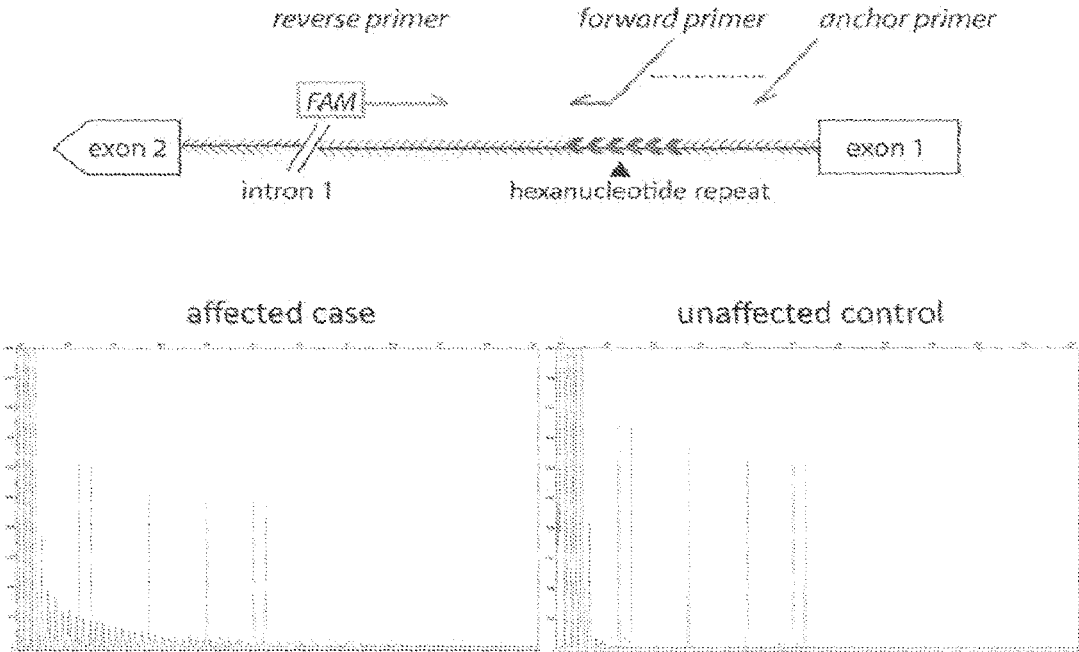 reverse primer forward primer anchor primer
FAM
exon 2 exon 1
intron 1 hexanucleotide repeat
affected case unaffected control